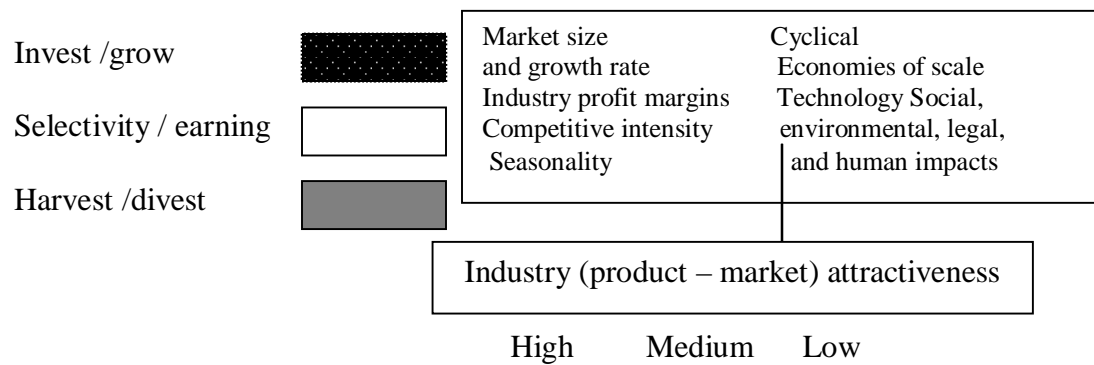 Invest /grow
Selectivity / earning
Harvest /divest
Market size
and growth rate
Industry profit margins
Competitive intensity
Seasonality
Cyclical
Economies of scale
Technology Social,
environmental, legal,
and human impacts
Industry (product – market) attractiveness
High Medium Low